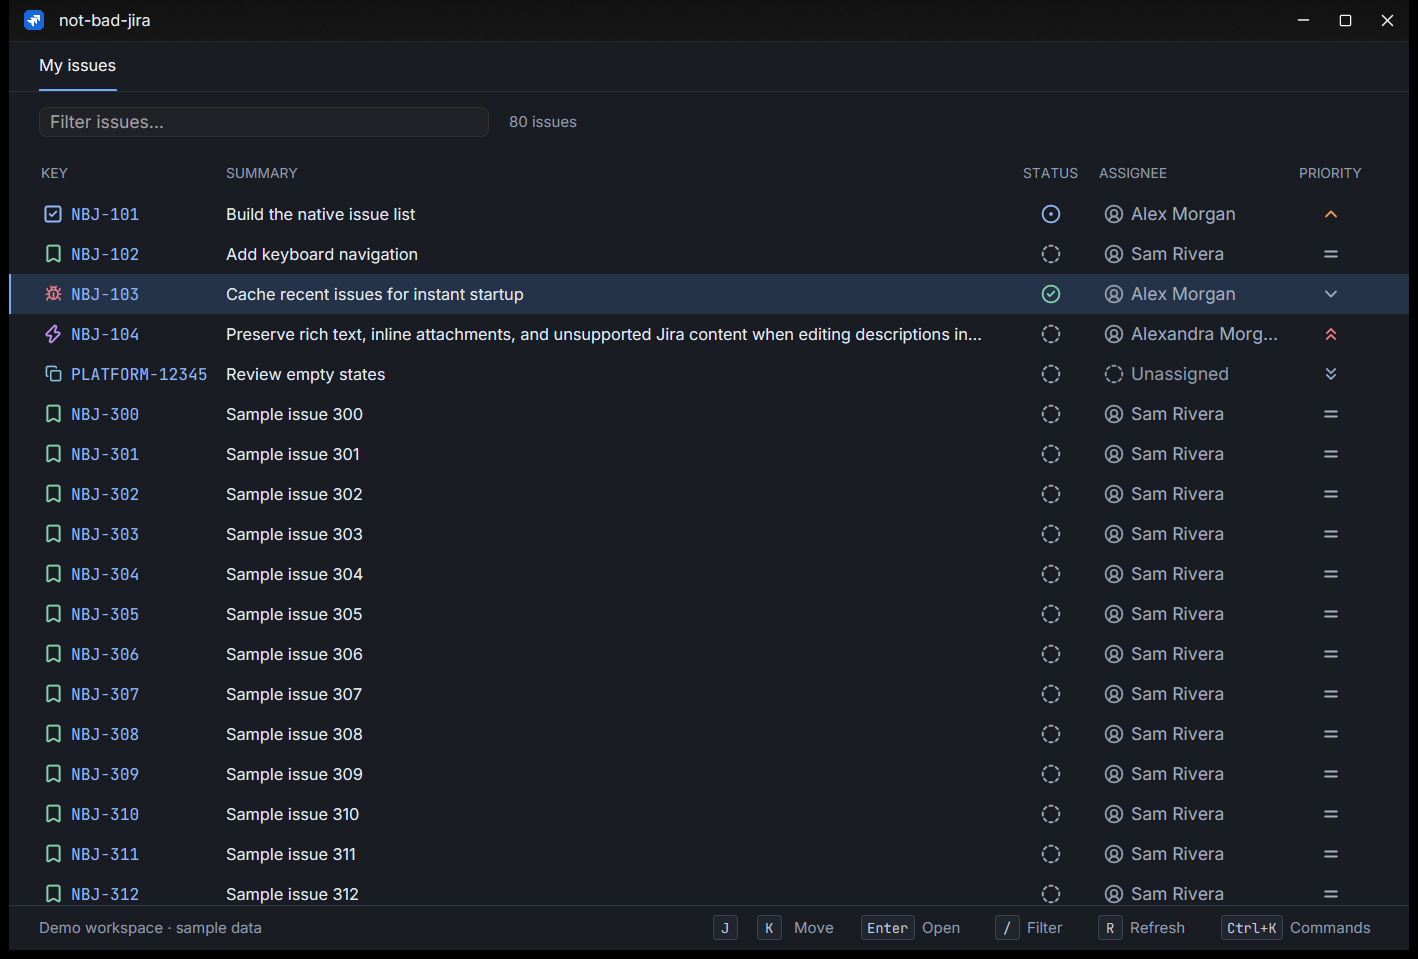 not-bad-jira
My issues
Filter issues...
80 issues
KEY SUMMARY STATUS ASSIGNEE PRIORITY
NBJ-101 Build the native issue list Alex Morgan
NBJ-102 Add keyboard navigation Sam Rivera
NBJ-103 Cache recent issues for instant startup Alex Morgan
NBJ-104 Preserve rich text, inline attachments, and unsupported Jira content when editing descriptions in... Alexandra Morg...
PLATFORM-12345 Review empty states Unassigned
NBJ-300 Sample issue 300 Sam Rivera
NBJ-301 Sample issue 301 Sam Rivera
NBJ-302 Sample issue 302 Sam Rivera
NBJ-303 Sample issue 303 Sam Rivera
NBJ-304 Sample issue 304 Sam Rivera
NBJ-305 Sample issue 305 Sam Rivera
NBJ-306 Sample issue 306 Sam Rivera
NBJ-307 Sample issue 307 Sam Rivera
NBJ-308 Sample issue 308 Sam Rivera
NBJ-309 Sample issue 309 Sam Rivera
NBJ-310 Sample issue 310 Sam Rivera
NBJ-311 Sample issue 311 Sam Rivera
NBJ-312 Sample issue 312 Sam Rivera
Demo workspace · sample data J K Move Enter Open / Filter R Refresh Ctrl+K Commands